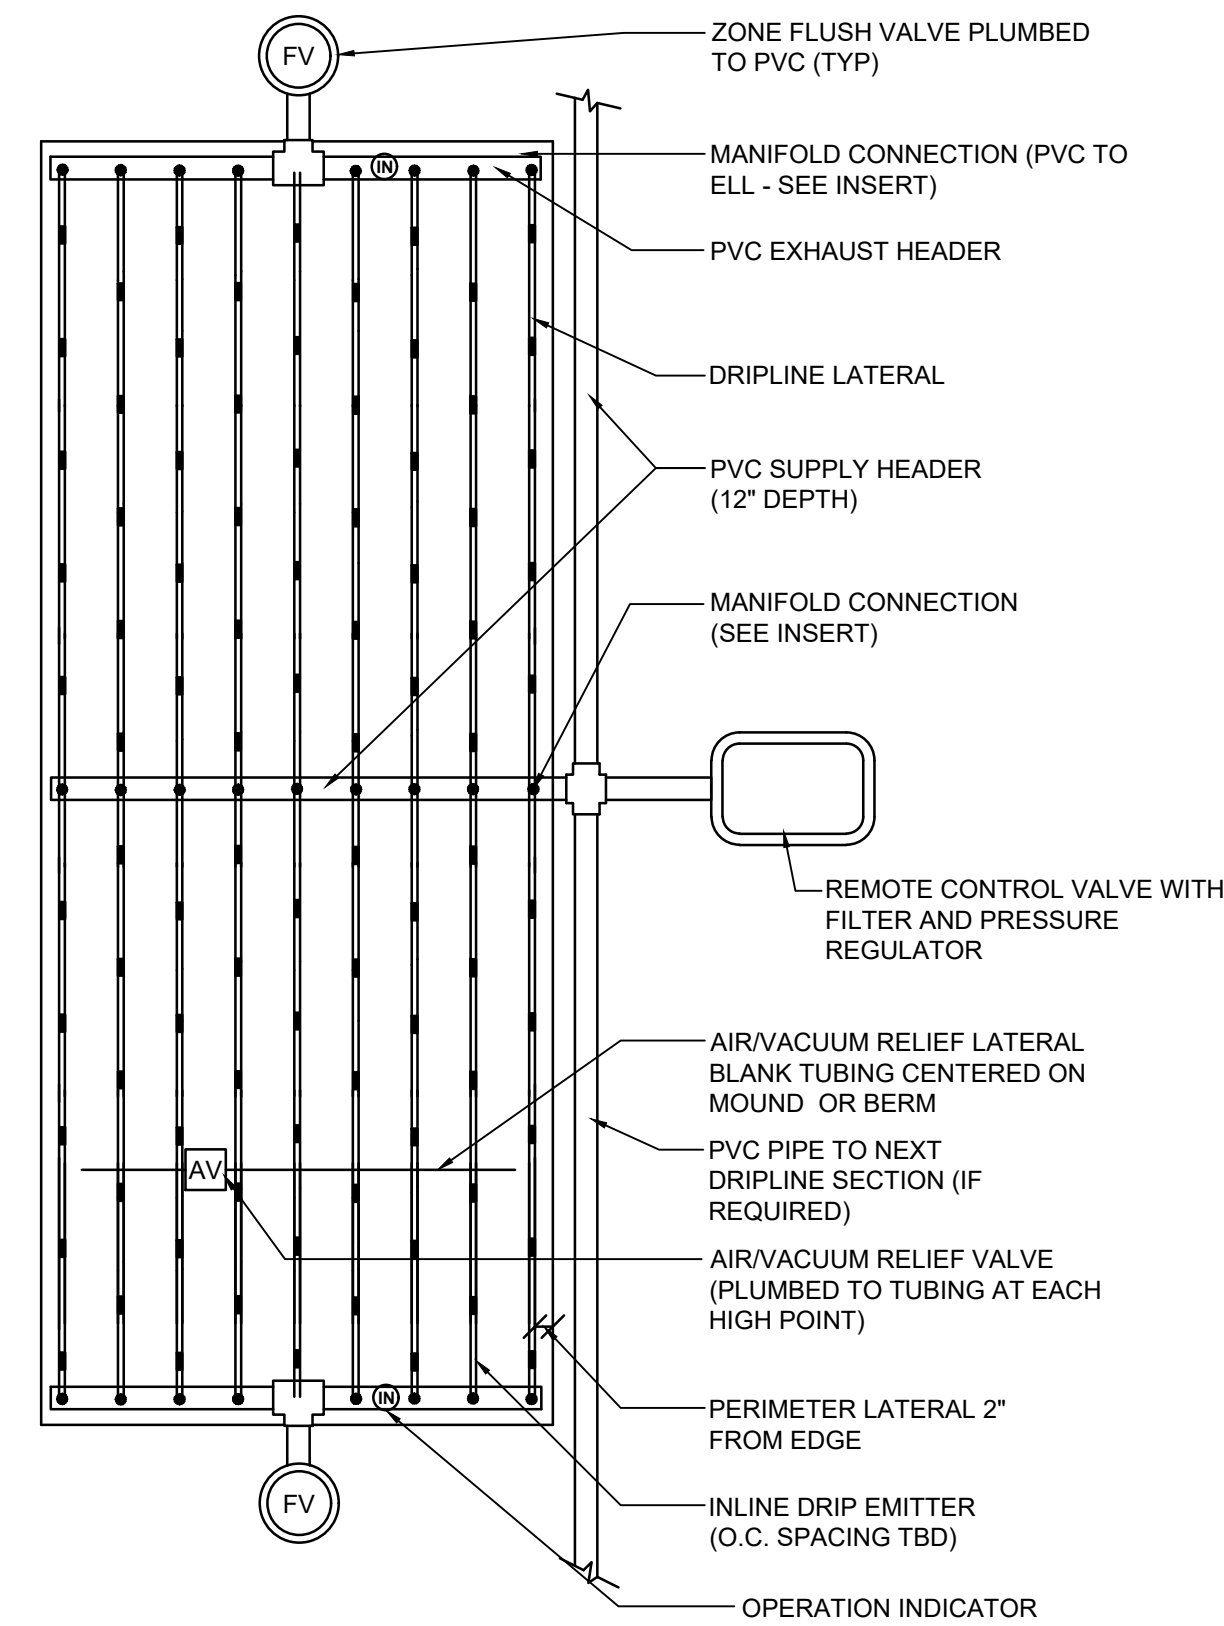 ZONE FLUSH VALVE PLUMBED
TO PVC (TYP)
FV
MANIFOLD CONNECTION (PVC TO
ELL - SEE INSERT)
IN
PVC EXHAUST HEADER
DRIPLINE LATERAL
PVC SUPPLY HEADER
(12" DEPTH)
MANIFOLD CONNECTION
(SEE INSERT)
REMOTE CONTROL VALVE WITH
FILTER AND PRESSURE
REGULATOR
AIR/VACUUM RELIEF LATERAL
BLANK TUBING CENTERED ON
MOUND OR BERM
PVC PIPE TO NEXT
DRIPLINE SECTION (IF
REQUIRED)
AV
AIR/VACUUM RELIEF VALVE
(PLUMBED TO TUBING AT EACH
HIGH POINT)
PERIMETER LATERAL 2"
FROM EDGE
IN
INLINE DRIP EMITTER
(O.C. SPACING TBD)
FV
OPERATION INDICATOR